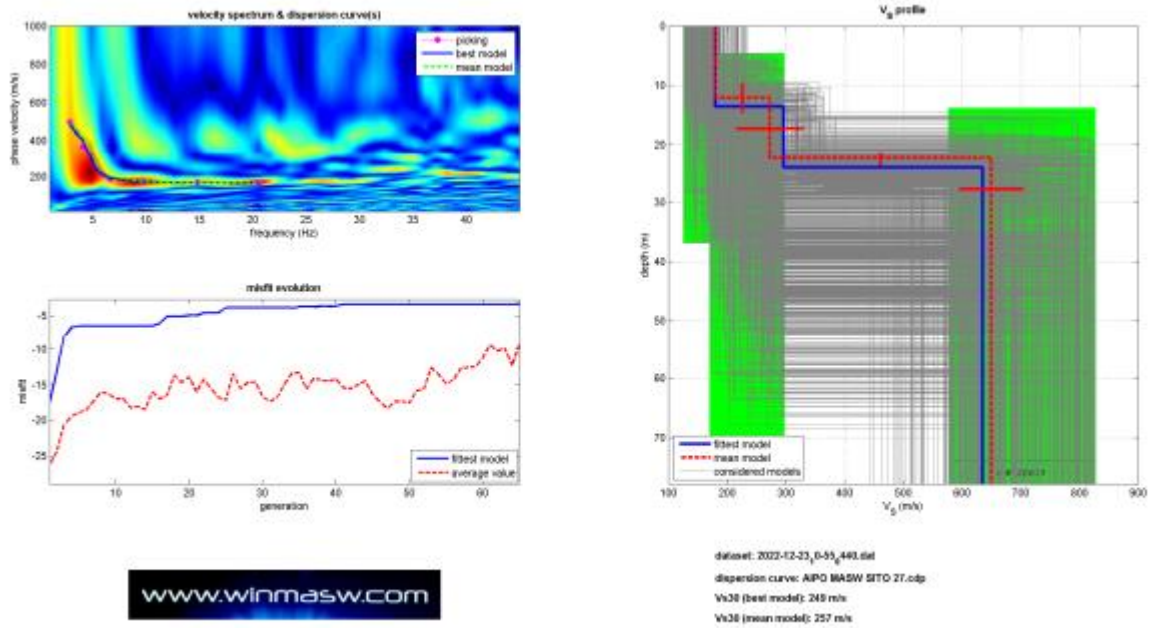 velocity spectrum & dispersion curve(s)
1000
800
600
400
200
phase velocity (m/s)
picking
best model
mean model
5 10 15 20 25 30 35 40
frequency (Hz)
misfit evolution
-5
-10
-15
-20
-25
misfit
fittest model
average value
10 20 30 40 50 60
generation
www.winmasw.com
VS profile
0
10
20
30
40
50
60
70
depth (m)
fittest model
mean model
considered models
100 200 300 400 500 600 700 800 900
VS (m/s)
dataset: 2022-12-23
dispersion curve: AIPO MASW SITO 27.cdp
Vs30 (best model): 249 m/s
Vs30 (mean model): 257 m/s